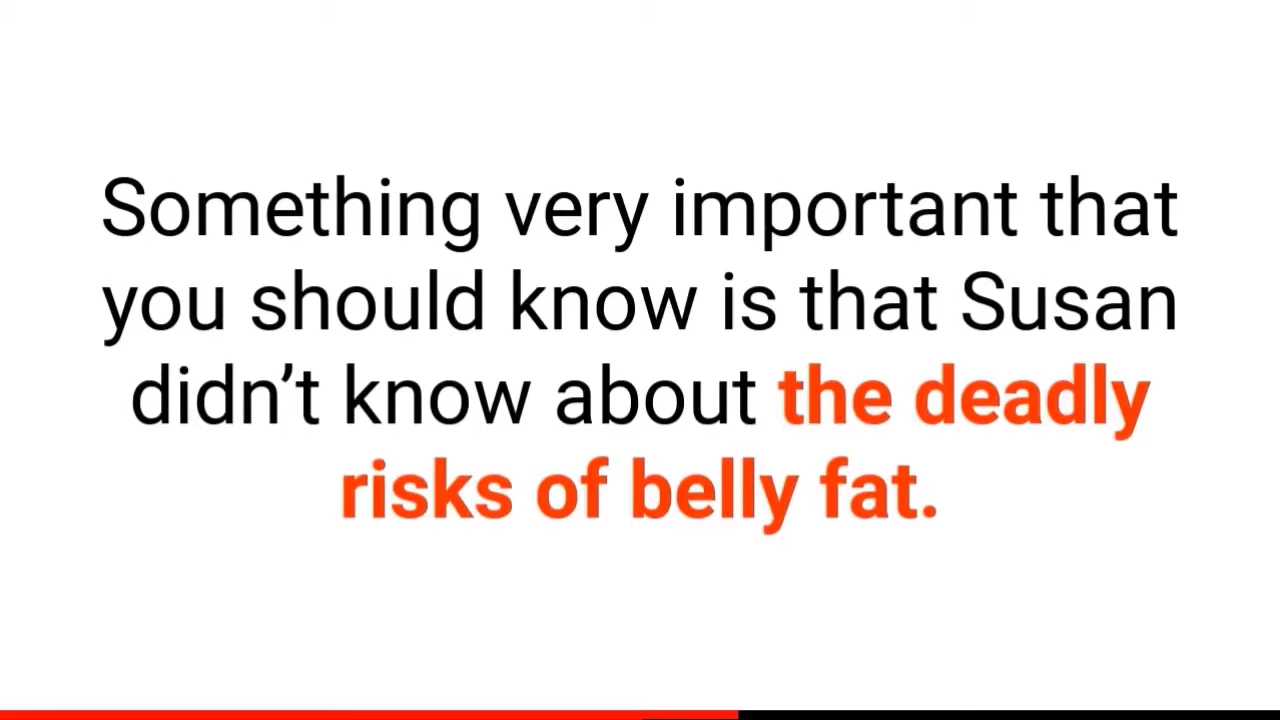 Something very important that
you should know is that Susan
didn’t know about the deadly
risks of belly fat.